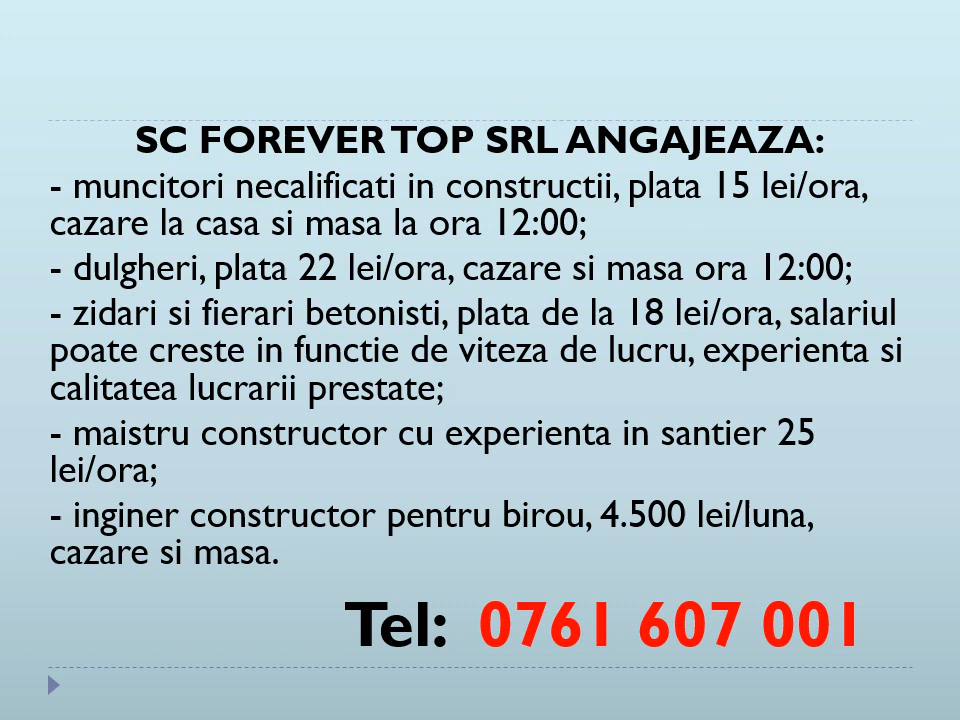 SC FOREVER TOP SRL ANGAJEAZA:
- muncitori necalificati in constructii, plata 15 lei/ora,
cazare la casa si masa la ora 12:00;
- dulgheri, plata 22 lei/ora, cazare si masa ora 12:00;
- zidari si fierari betonisti, plata de la 18 lei/ora, salariul
poate creste in functie de viteza de lucru, experienta si
calitatea lucrarii prestate;
- maistru constructor cu experienta in santier 25
lei/ora;
- inginer constructor pentru birou, 4.500 lei/luna,
cazare si masa.
Tel: 0761 607 001